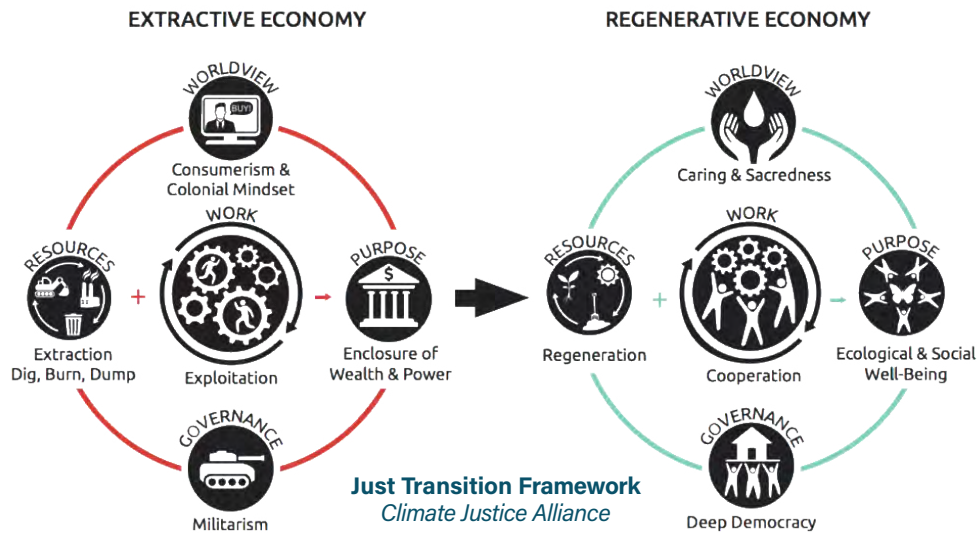 EXTRACTIVE ECONOMY
WORLDVIEW
BUY!
Consumerism &
Colonial Mindset
RESOURCES
Extraction
Dig, Burn, Dump
+
WORK
Exploitation
PURPOSE
$
Enclosure of
Wealth & Power
GOVERNANCE
Militarism
REGENERATIVE ECONOMY
WORLDVIEW
Caring & Sacredness
RESOURCES
Regeneration
+
WORK
Cooperation
PURPOSE
Ecological & Social
Well-Being
GOVERNANCE
Deep Democracy
Just Transition Framework
Climate Justice Alliance